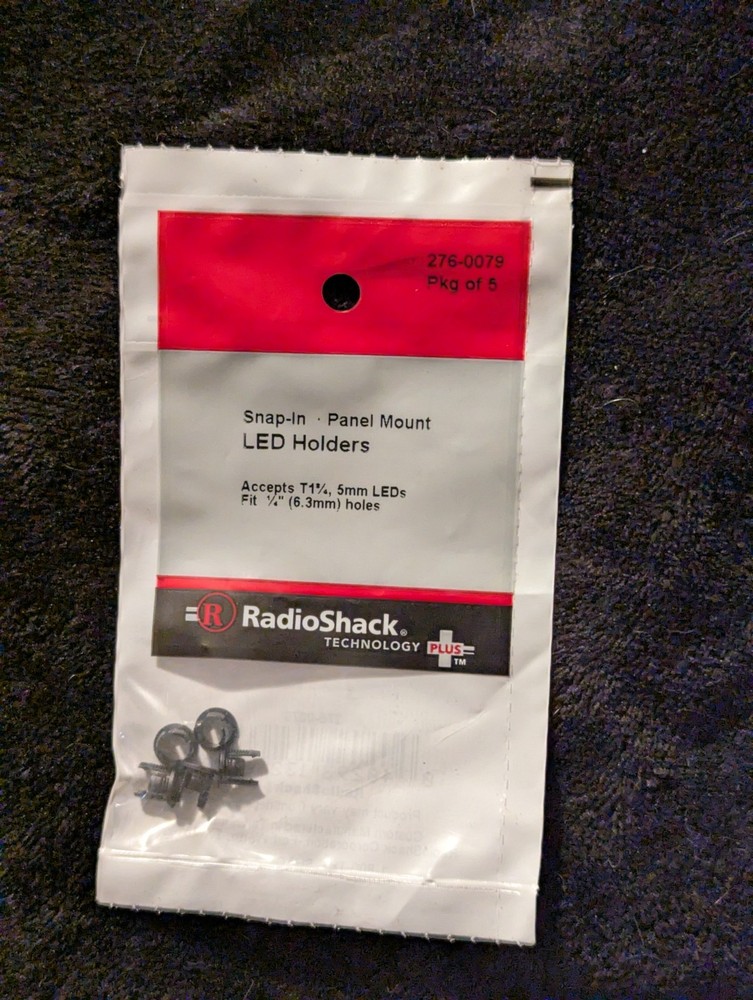 276-0079
Pkg of 5
Snap-In · Panel Mount
LED Holders
Accepts T1¾, 5mm LEDs
Fit ¼" (6.3mm) holes
R RadioShack®
TECHNOLOGY PLUS™